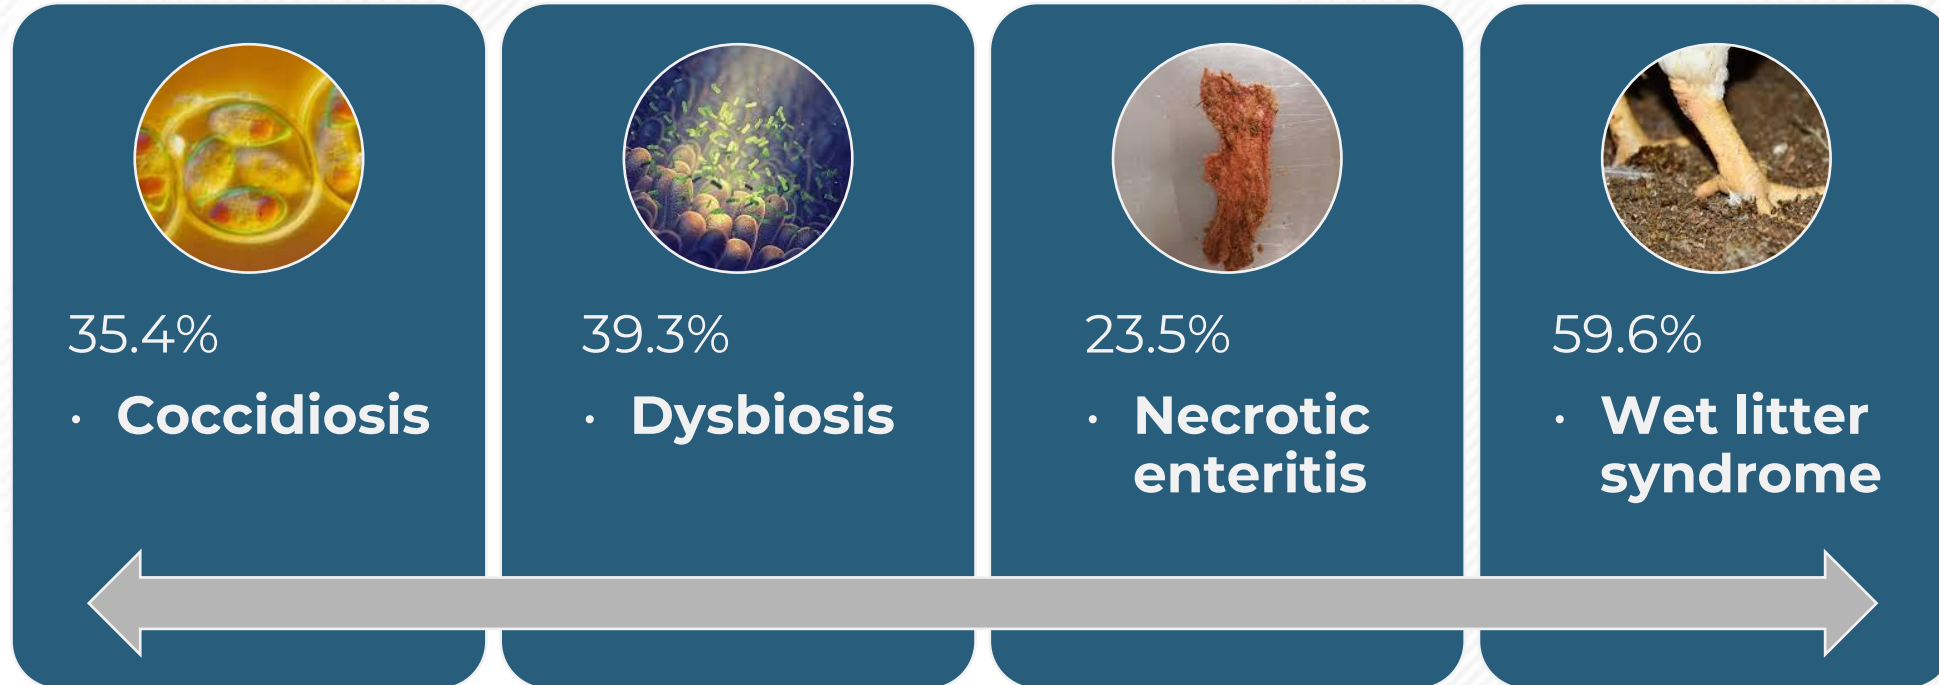 35.4%
• Coccidiosis
39.3%
• Dysbiosis
23.5%
• Necrotic
enteritis
59.6%
• Wet litter
syndrome